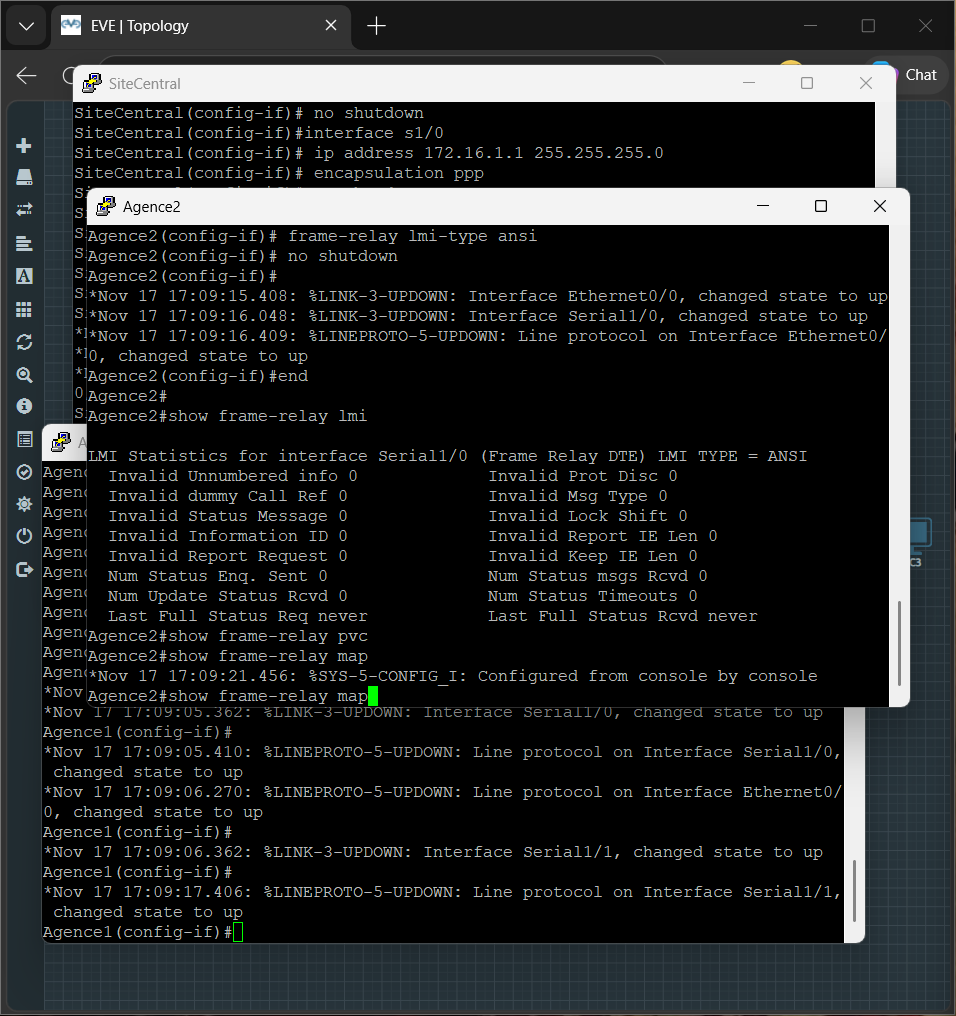 EVE | Topology
Chat
SiteCentral
SiteCentral(config-if)# no shutdown
SiteCentral(config-if)#interface s1/0
SiteCentral(config-if)# ip address 172.16.1.1 255.255.255.0
SiteCentral(config-if)# encapsulation ppp
Agence2
Agence2(config-if)# frame-relay lmi-type ansi
Agence2(config-if)# no shutdown
Agence2(config-if)#
*Nov 17 17:09:15.408: %LINK-3-UPDOWN: Interface Ethernet0/0, changed state to up
*Nov 17 17:09:16.048: %LINK-3-UPDOWN: Interface Serial1/0, changed state to up
*Nov 17 17:09:16.409: %LINEPROTO-5-UPDOWN: Line protocol on Interface Ethernet0/
0, changed state to up
Agence2(config-if)#end
Agence2#
Agence2#show frame-relay lmi
LMI Statistics for interface Serial1/0 (Frame Relay DTE) LMI TYPE = ANSI
Invalid Unnumbered info 0 Invalid Prot Disc 0
Invalid dummy Call Ref 0 Invalid Msg Type 0
Invalid Status Message 0 Invalid Lock Shift 0
Invalid Information ID 0 Invalid Report IE Len 0
Invalid Report Request 0 Invalid Keep IE Len 0
Num Status Enq. Sent 0 Num Status msgs Rcvd 0
Num Update Status Rcvd 0 Num Status Timeouts 0
Last Full Status Req never Last Full Status Rcvd never
Agence2#show frame-relay pvc
Agence2#show frame-relay map
*Nov 17 17:09:21.456: %SYS-5-CONFIG_I: Configured from console by console
Agence2#show frame-relay map
*Nov 17 17:09:05.362: %LINK-3-UPDOWN: Interface Serial1/0, changed state to up
Agence1(config-if)#
*Nov 17 17:09:05.410: %LINEPROTO-5-UPDOWN: Line protocol on Interface Serial1/0,
changed state to up
*Nov 17 17:09:06.270: %LINEPROTO-5-UPDOWN: Line protocol on Interface Ethernet0/
0, changed state to up
Agence1(config-if)#
*Nov 17 17:09:06.362: %LINK-3-UPDOWN: Interface Serial1/1, changed state to up
Agence1(config-if)#
*Nov 17 17:09:17.406: %LINEPROTO-5-UPDOWN: Line protocol on Interface Serial1/1,
changed state to up
Agence1(config-if)#